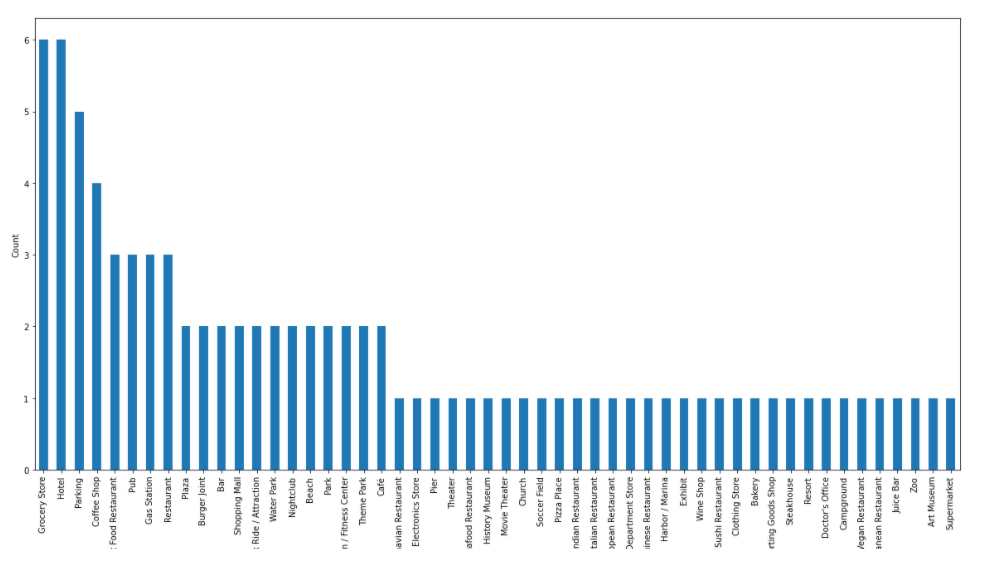 6
5
4
3
2
1
0
Count
Grocery Store
Hotel
Parking
Coffee Shop
Food Restaurant
Pub
Gas Station
Restaurant
Plaza
Burger Joint
Bar
Shopping Mall
Ride / Attraction
Water Park
Nightclub
Beach
Park
n / Fitness Center
Theme Park
Café
avian Restaurant
Electronics Store
Pier
Theater
afood Restaurant
History Museum
Movie Theater
Church
Soccer Field
Pizza Place
ndian Restaurant
talian Restaurant
opean Restaurant
Department Store
inese Restaurant
Harbor / Marina
Exhibit
Wine Shop
Sushi Restaurant
Clothing Store
Bakery
rting Goods Shop
Steakhouse
Resort
Doctor's Office
Campground
Vegan Restaurant
anean Restaurant
Juice Bar
Zoo
Art Museum
Supermarket